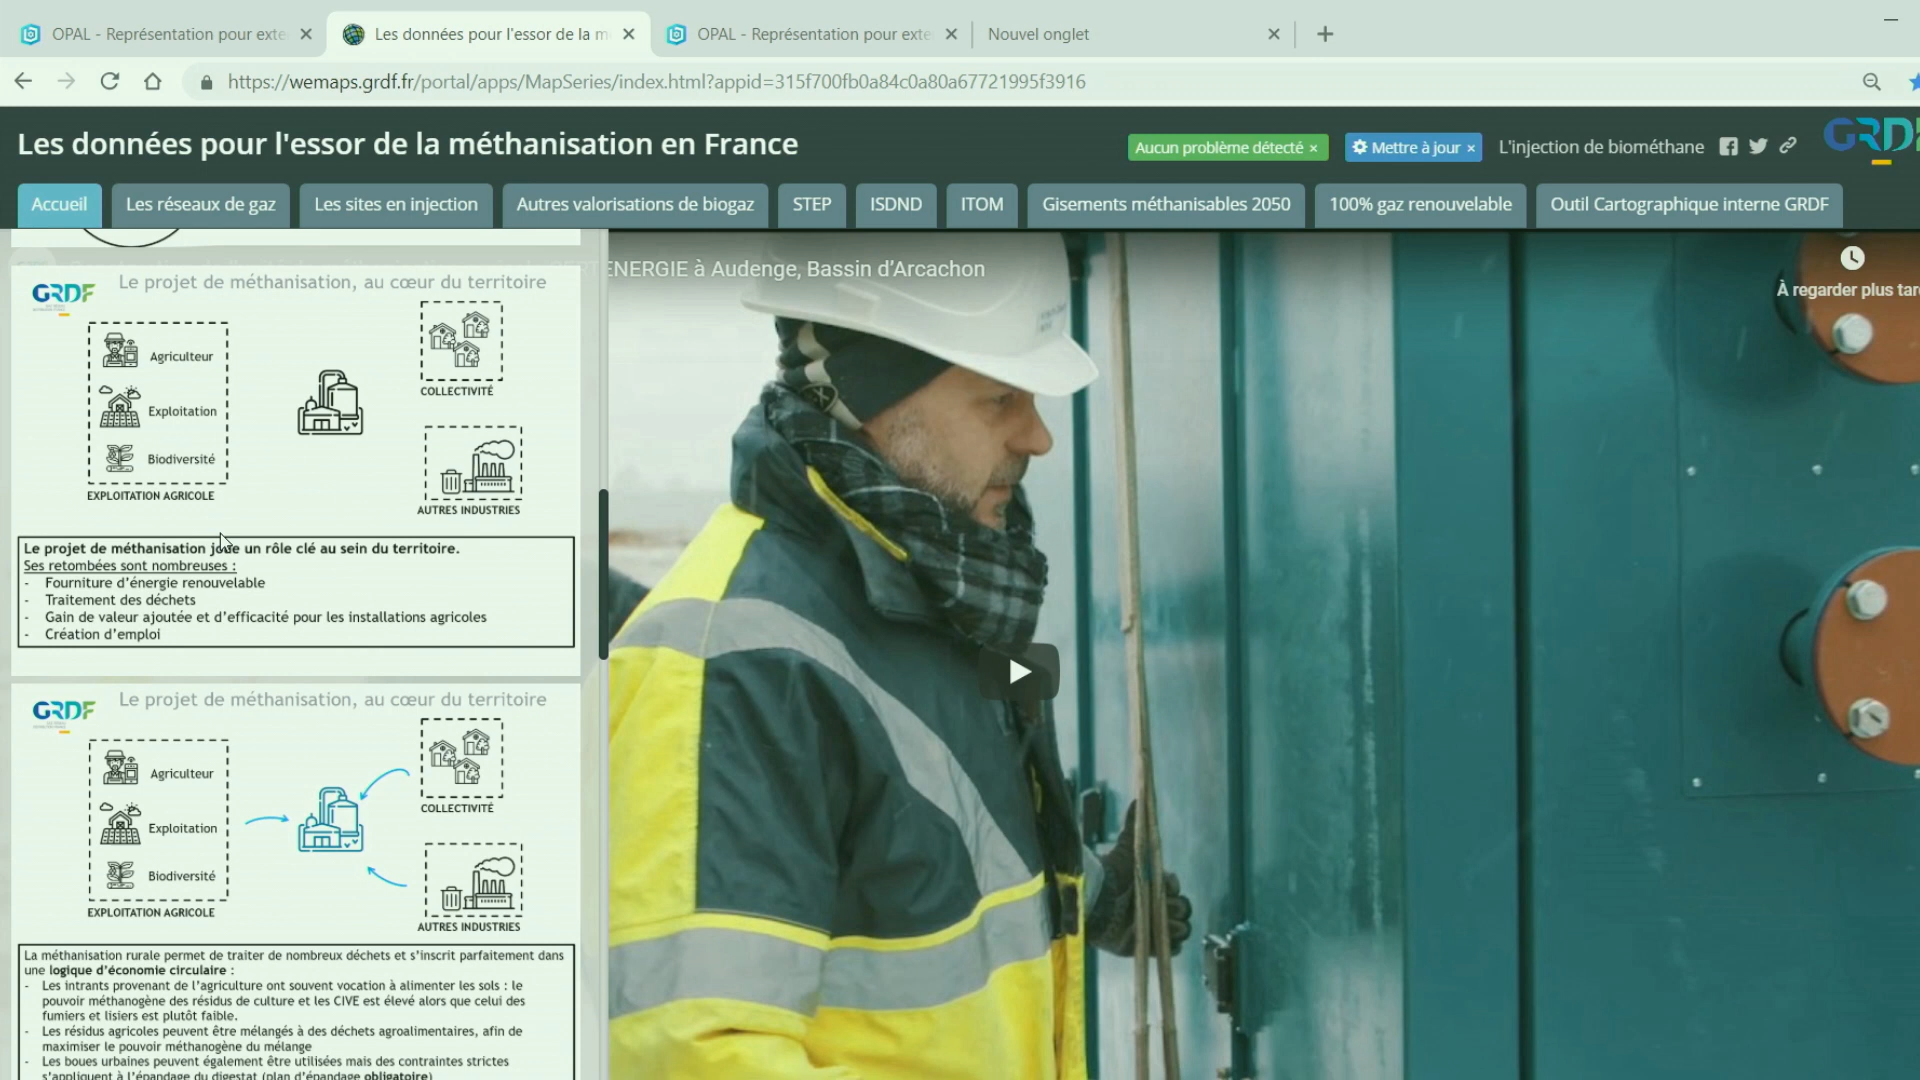 OPAL - Représentation pour exte
Les données pour l'essor de la m
OPAL - Représentation pour exte
Nouvel onglet
https://wemaps.grdf.fr/portal/apps/MapSeries/index.html?appid=315f700fb0a84c0a80a67721995f3916
Les données pour l'essor de la méthanisation en France
Aucun problème détecté ×
Mettre à jour ×
L'injection de biométhane
GRDF
Accueil
Les réseaux de gaz
Les sites en injection
Autres valorisations de biogaz
STEP
ISDND
ITOM
Gisements méthanisables 2050
100% gaz renouvelable
Outil Cartographique interne GRDF
GRDF
Le projet de méthanisation, au cœur du territoire
Agriculteur
Exploitation
Biodiversité
EXPLOITATION AGRICOLE
COLLECTIVITÉ
AUTRES INDUSTRIES
Le projet de méthanisation joue un rôle clé au sein du territoire.
Ses retombées sont nombreuses :
- Fourniture d'énergie renouvelable
- Traitement des déchets
- Gain de valeur ajoutée et d'efficacité pour les installations agricoles
- Création d'emploi
GRDF
Le projet de méthanisation, au cœur du territoire
Agriculteur
Exploitation
Biodiversité
EXPLOITATION AGRICOLE
COLLECTIVITÉ
AUTRES INDUSTRIES
La méthanisation rurale permet de traiter de nombreux déchets et s'inscrit parfaitement dans
une logique d'économie circulaire :
- Les intrants provenant de l'agriculture ont souvent vocation à alimenter les sols : le
pouvoir méthanogène des résidus de culture et les CIVE est élevé alors que celui des
fumiers et lisiers est plutôt faible.
- Les résidus agricoles peuvent être mélangés à des déchets agroalimentaires, afin de
maximiser le pouvoir méthanogène du mélange
- Les boues urbaines peuvent également être utilisées mais des contraintes strictes
s'appliquent à l'épandage du digestat (plan d'épandage obligatoire)
ENERGIE à Audenge, Bassin d'Arcachon
À regarder plus tar